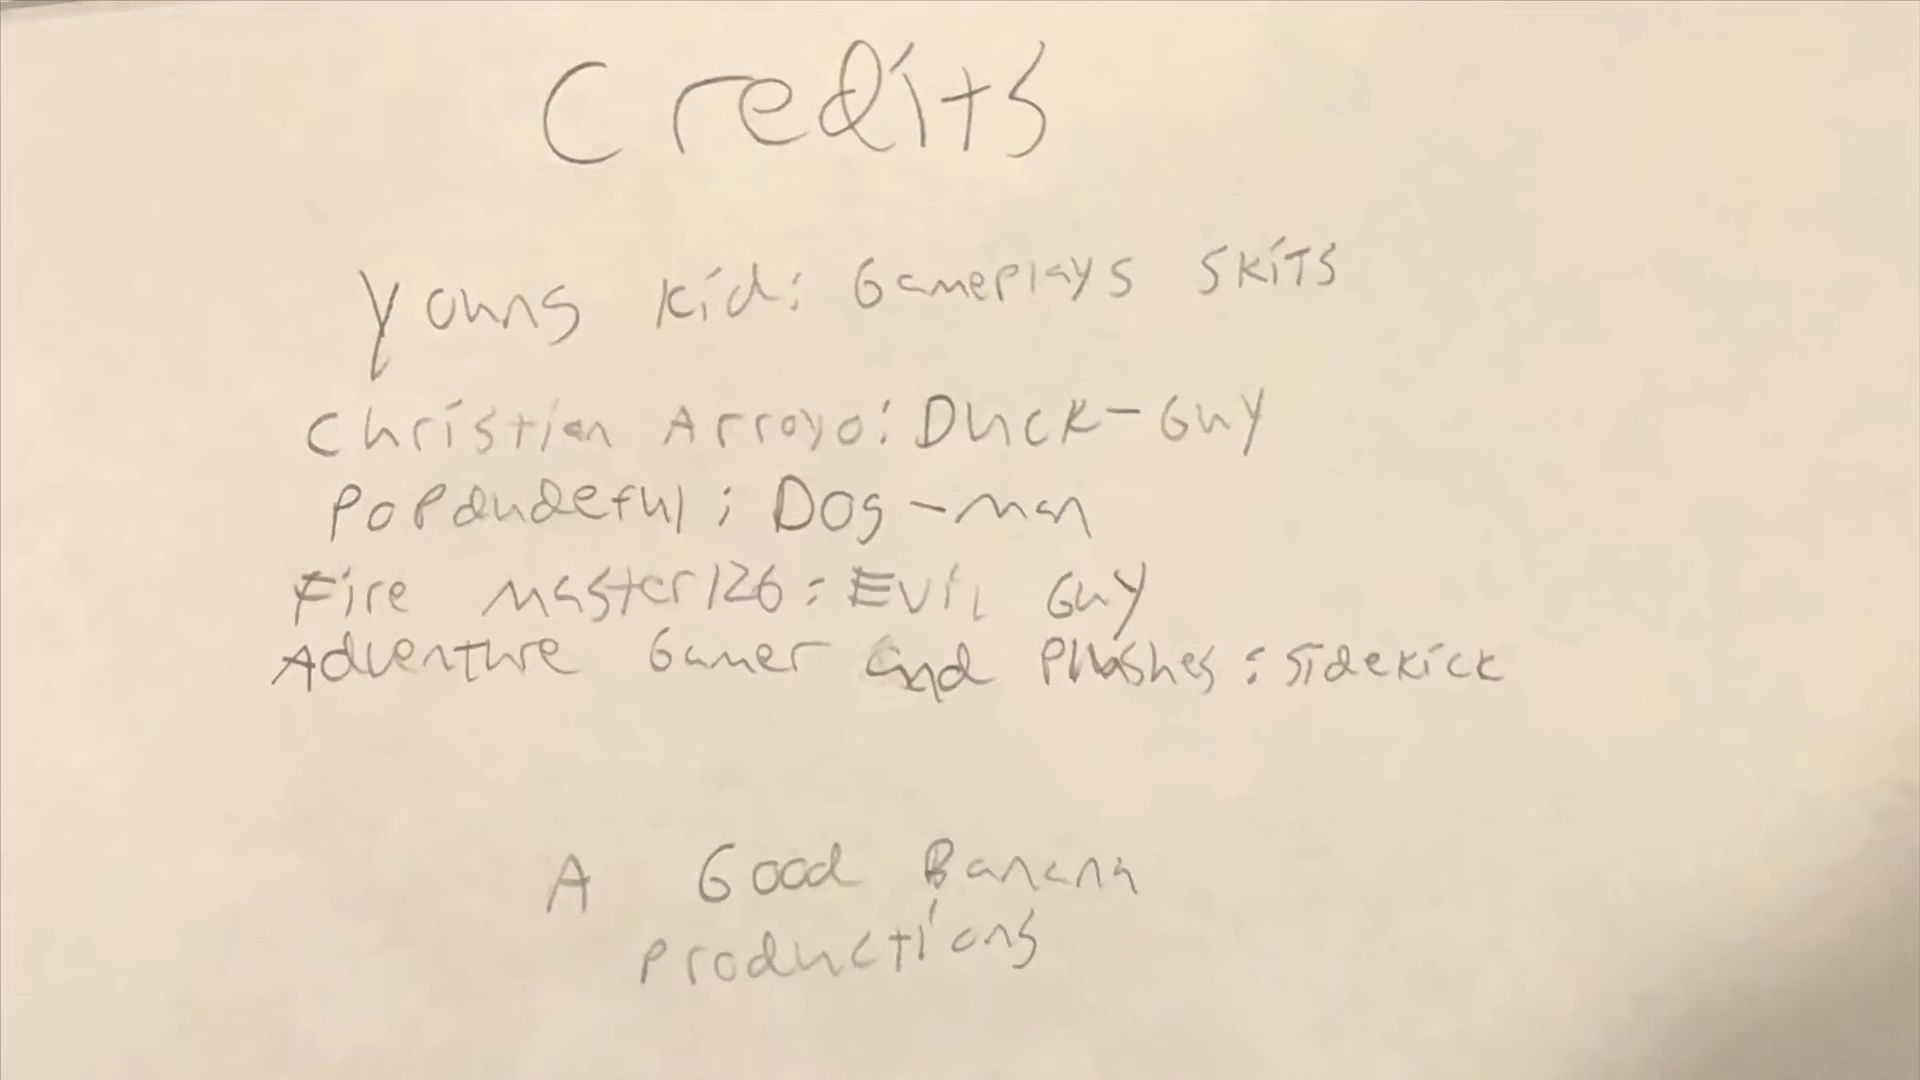 Credits
Young Kid: Gameplays SKITS
Christian Arroyo: Duck-Guy
Popdudeful: Dog-man
Fire master126: Evil Guy
Adventure Gamer and Plushes: Sidekick
A Good Banana
Productions